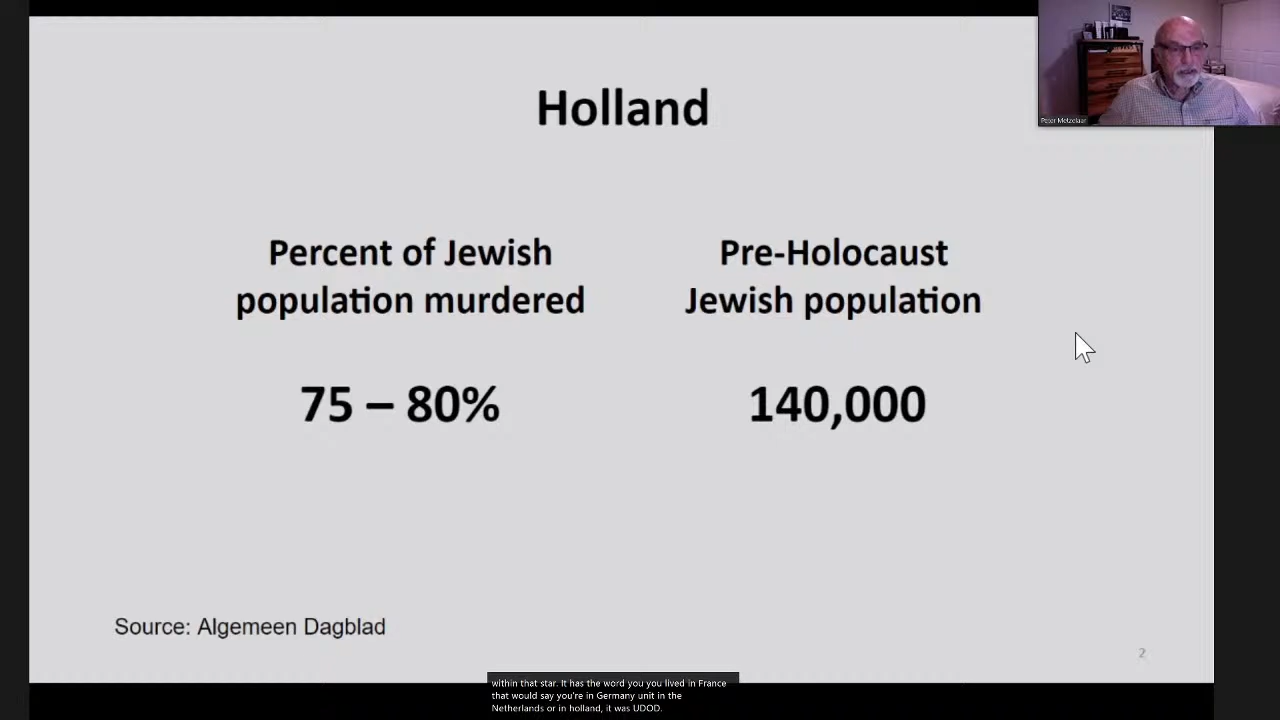 Holland
Percent of Jewish
population murdered
Pre-Holocaust
Jewish population
75 – 80%
140,000
Source: Algemeen Dagblad
2
Peter Metzelaar
within that star. It has the word you you lived in France
that would say you're in Germany unit in the
Netherlands or in holland, it was UDOD.